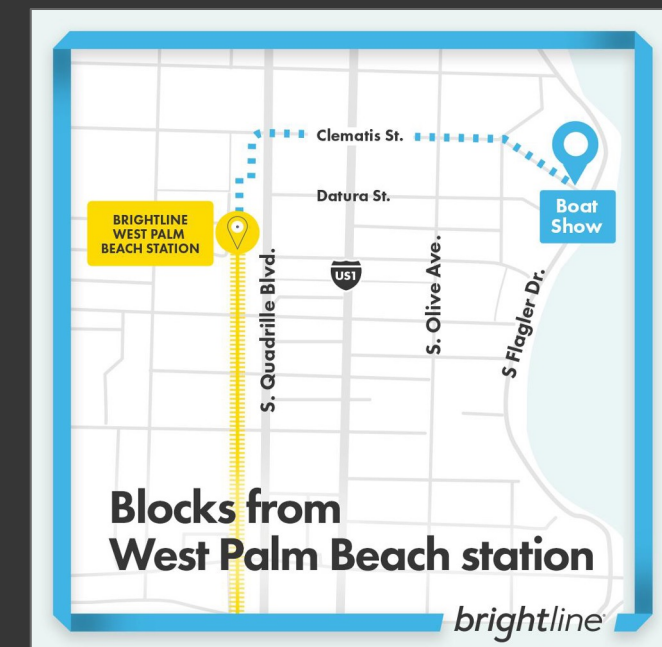 Clematis St.
Datura St.
Boat
Show
BRIGHTLINE
WEST PALM
BEACH STATION
US1
S. Quadrille Blvd.
S. Olive Ave.
S Flagler Dr.
Blocks from
West Palm Beach station
brightline